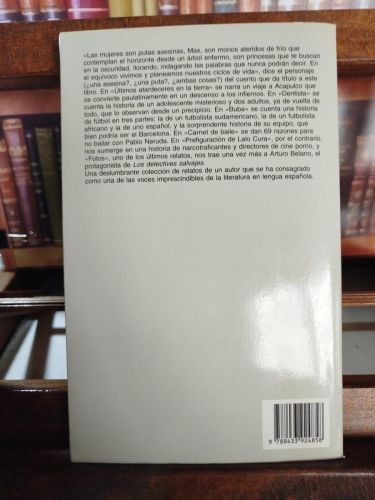 «Las mujeres son putas asesinas, Max, son monos ateridos de frío que
contemplan el horizonte desde un árbol enfermo, son princesas que te buscan
en la oscuridad, llorando, indagando las palabras que nunca podrán decir. En
el equívoco vivimos y planeamos nuestros ciclos de vida», dice el personaje
(¿una asesina?, ¿una puta?, ¿ambas cosas?) del cuento que da título a este
libro. En «Últimos atardeceres en la tierra» se narra un viaje a Acapulco que
se convierte paulatinamente en un descenso a los infiernos. En «Dentista» se
cuenta la historia de un adolescente misterioso y dos adultos, ya de vuelta de
todo, que lo observan desde un precipicio. En «Buba» se cuenta una historia
de fútbol en tres partes: la de un futbolista sudamericano, la de un futbolista
africano y la de uno español, y la sorprendente historia de su equipo, que
bien podría ser el Barcelona. En «Carnet de baile» se dan 69 razones para
no bailar con Pablo Neruda. En «Prefiguración de Lalo Cura», por el contrario,
nos sumerge en una historia de narcotraficantes y directores de cine porno, y
«Fotos», uno de los últimos relatos, nos trae una vez más a Arturo Belano, el
protagonista de Los detectives salvajes.
Una deslumbrante colección de relatos de un autor que se ha consagrado
como una de las voces imprescindibles de la literatura en lengua española.
9 788433 924858